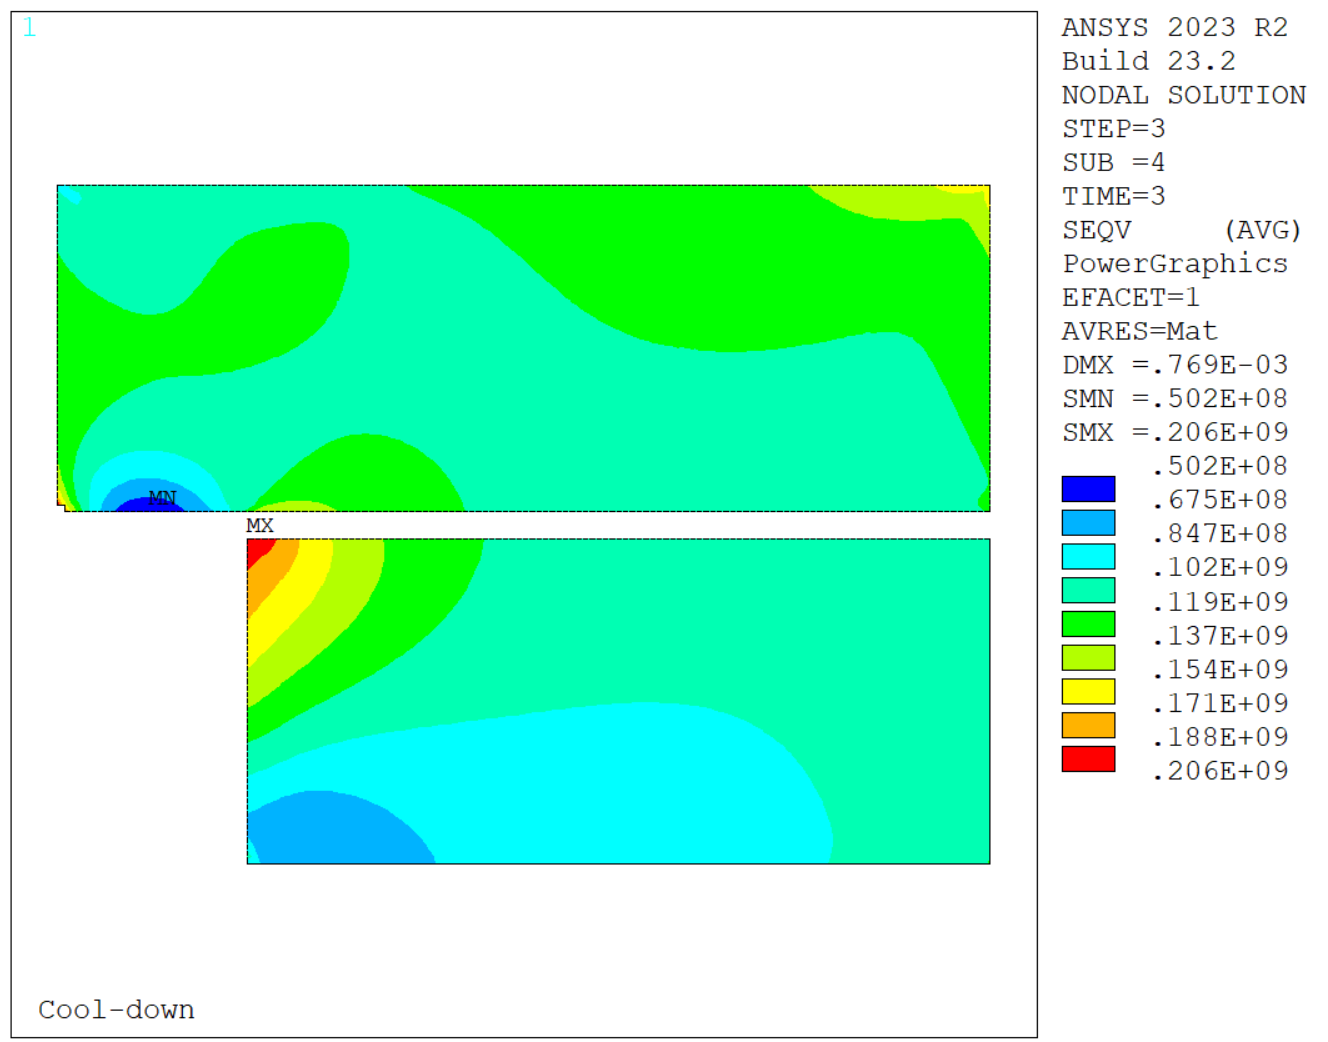 1
ANSYS 2023 R2
Build 23.2
NODAL SOLUTION
STEP=3
SUB =4
TIME=3
SEQV (AVG)
PowerGraphics
EFACET=1
AVRES=Mat
DMX =.769E-03
SMN =.502E+08
SMX =.206E+09
.502E+08
.675E+08
.847E+08
.102E+09
.119E+09
.137E+09
.154E+09
.171E+09
.188E+09
.206E+09
MN
MX
Cool-down